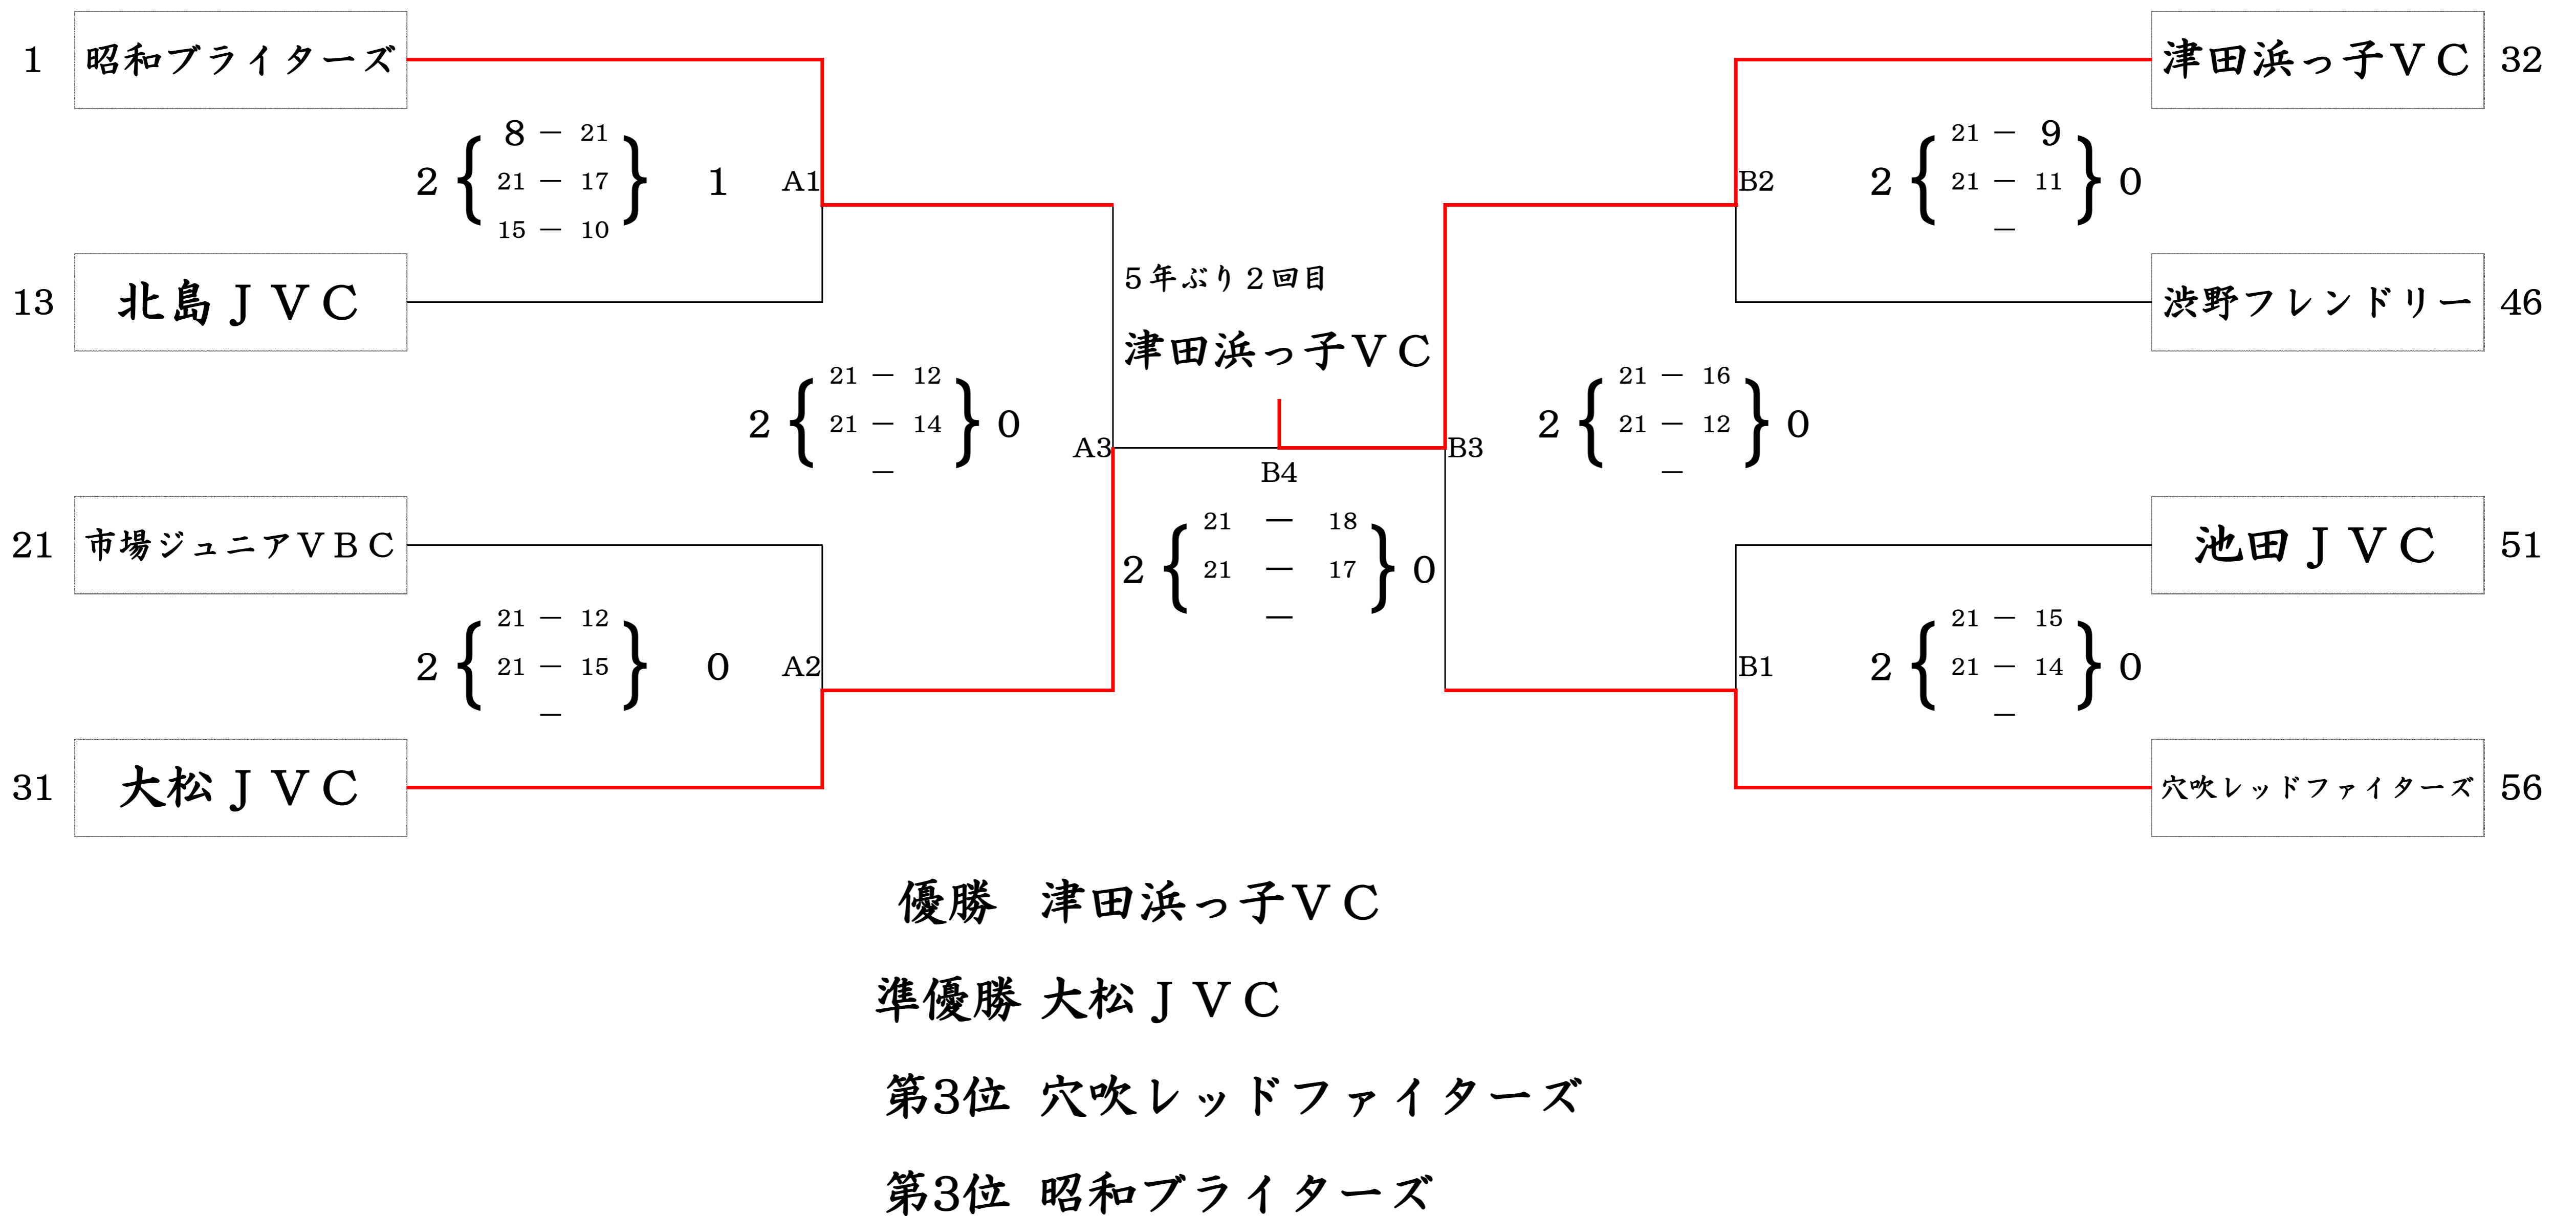 1 昭和ブライターズ 津田浜っ子ＶＣ 32
8 － 21 21 － 9
2 { 21 － 17 } 1 A1 B2 2 { 21 － 11 } 0
15 － 10 －
５年ぶり２回目
13 北島ＪＶＣ 渋野フレンドリー 46
津田浜っ子ＶＣ
21 － 12 21 － 16
2 { 21 － 14 } 0 2 { 21 － 12 } 0
A3 B3
－ B4 －
21 － 18
21 市場ジュニアＶＢＣ 池田ＪＶＣ 51
2 { 21 － 17 } 0
21 － 12 － 21 － 15
2 { 21 － 15 } 0 A2 B1 2 { 21 － 14 } 0
－ －
31 大松ＪＶＣ 穴吹レッドファイターズ 56
優勝 津田浜っ子ＶＣ
準優勝 大松ＪＶＣ
第3位 穴吹レッドファイターズ
第3位 昭和ブライターズ